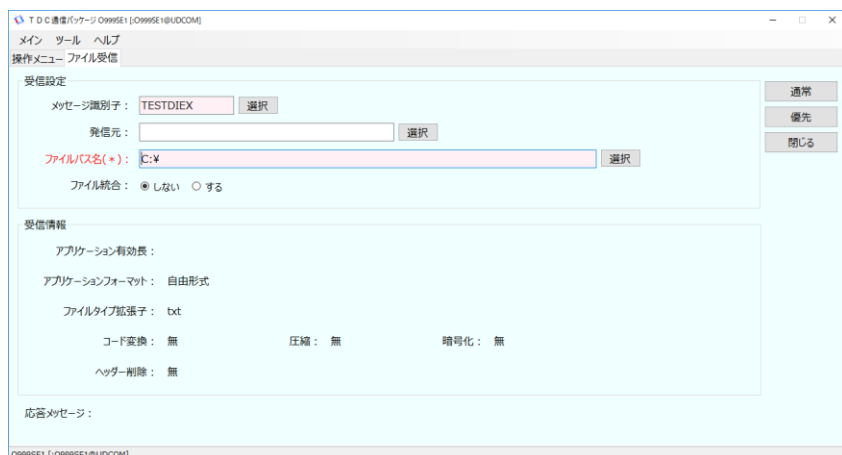 TDC通信パッケージ O999SE1 [:O999SE1@UDCOM]
メイン ツール ヘルプ
操作メニュー ファイル受信
受信設定
メッセージ識別子： TESTDIEX 選択
発信元： 選択
ファイルパス名(*)： C:¥ 選択
ファイル統合： しない する
通常
優先
閉じる
受信情報
アプリケーション有効長：
アプリケーションフォーマット： 自由形式
ファイルタイプ拡張子： txt
コード変換： 無 圧縮： 無 暗号化： 無
ヘッダー削除： 無
応答メッセージ：
O999SE1 [:O999SE1@UDCOM]